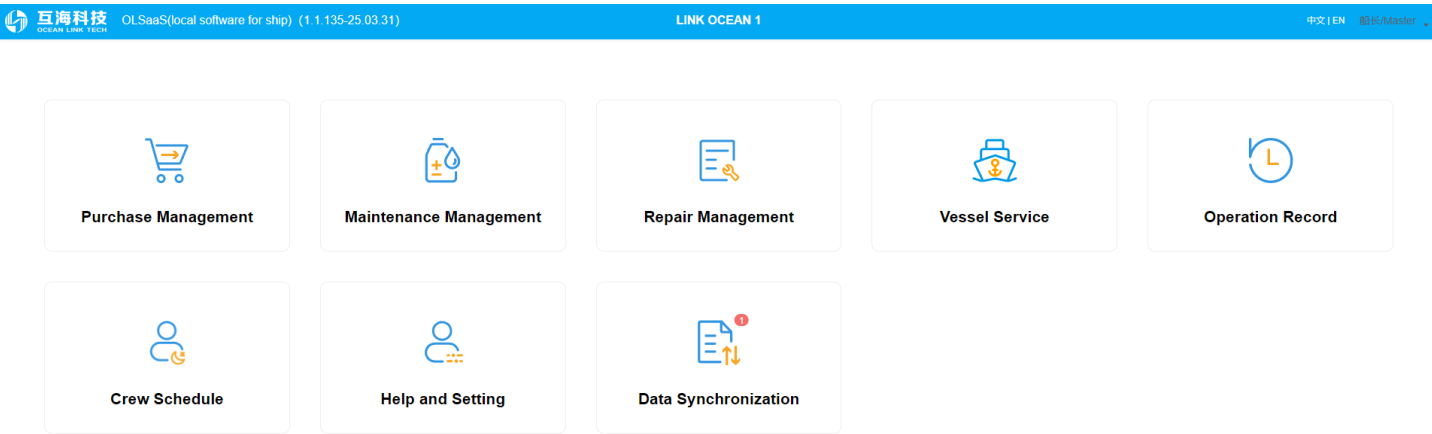 互海科技
OCEAN LINK TECH
OLSaaS(local software for ship) (1.1.135-25.03.31)
LINK OCEAN 1
中文 | EN
船长/Master
Purchase Management
Maintenance Management
Repair Management
Vessel Service
Operation Record
Crew Schedule
Help and Setting
1
Data Synchronization